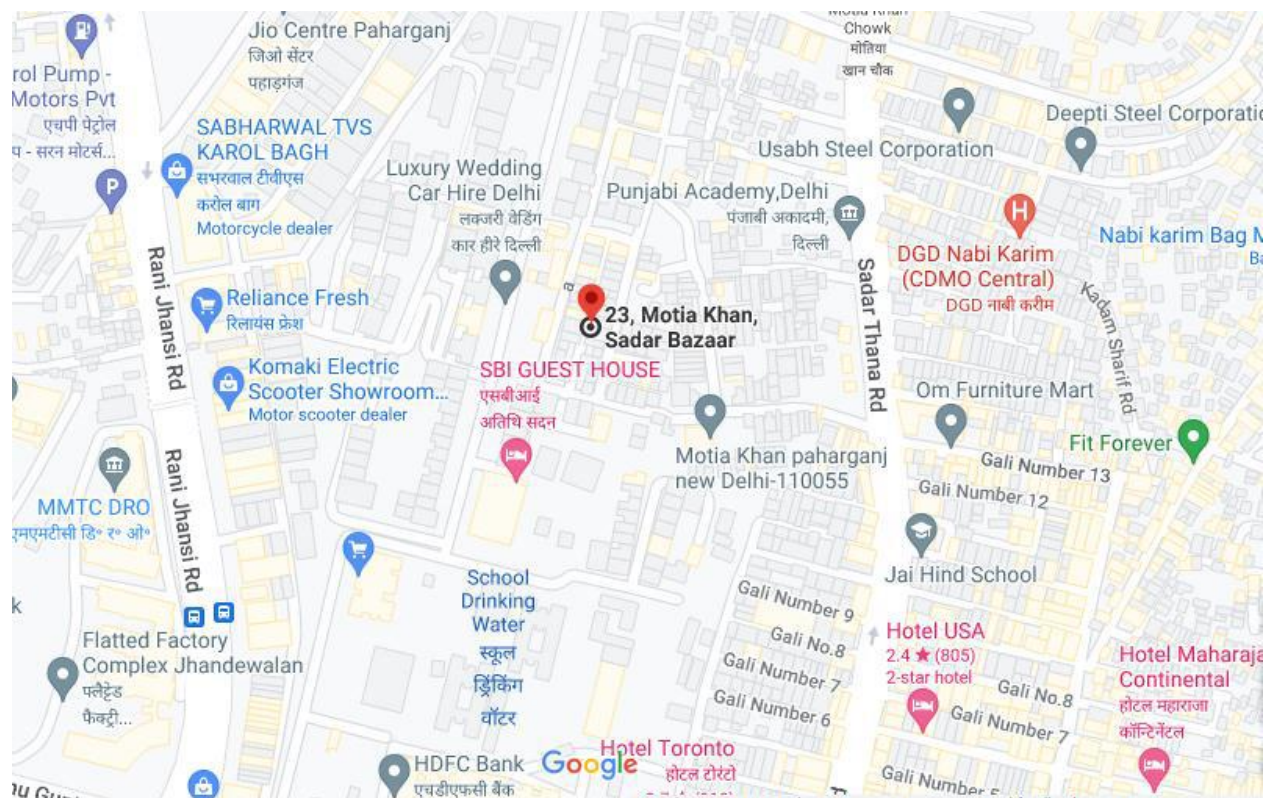 Jio Centre Paharganj
जिओ सेंटर
पहाड़गंज
Chowk
मोतिया
खान चौक
rol Pump -
Motors Pvt
एचपी पेट्रोल
प - सरन मोटर्स...
P
SABHARWAL TVS
KAROL BAGH
सभरवाल टीवीएस
करोल बाग
Motorcycle dealer
Luxury Wedding
Car Hire Delhi
लक्जरी वेडिंग
कार हीरे दिल्ली
Usabh Steel Corporation
Deepti Steel Corporatio
Punjabi Academy,Delhi
पंजाबी अकादमी,
दिल्ली
H
DGD Nabi Karim
(CDMO Central)
DGD नाबी करीम
Nabi karim Bag M
Ba
Kadam Sharif Rd
Rani Jhansi Rd
Reliance Fresh
रिलायंस फ्रेश
a
23, Motia Khan,
Sadar Bazaar
Sadar Thana Rd
Komaki Electric
Scooter Showroom...
Motor scooter dealer
SBI GUEST HOUSE
एसबीआई
अतिथि सदन
Om Furniture Mart
Fit Forever
Motia Khan paharganj
new Delhi-110055
Gali Number 13
Gali Number 12
MMTC DRO
एमएमटीसी डि॰ र॰ ओ॰
Rani Jhansi Rd
Jai Hind School
School
Drinking
Water
स्कूल
ड्रिंकिंग
वॉटर
Gali Number 9
Gali No.8
Gali Number 7
Gali Number 6
k
Flatted Factory
Complex Jhandewalan
फ्लैट्टेड
फैक्ट्री...
Hotel USA
2.4 ★ (805)
2-star hotel
Gali No.8
Gali Number 7
Hotel Maharaja
Continental
होटल महाराजा
कॉन्टिनेंटल
HDFC Bank
एचडीएफसी बैंक
Google
Hotel Toronto
होटल टोरंटो
Gali Number 5